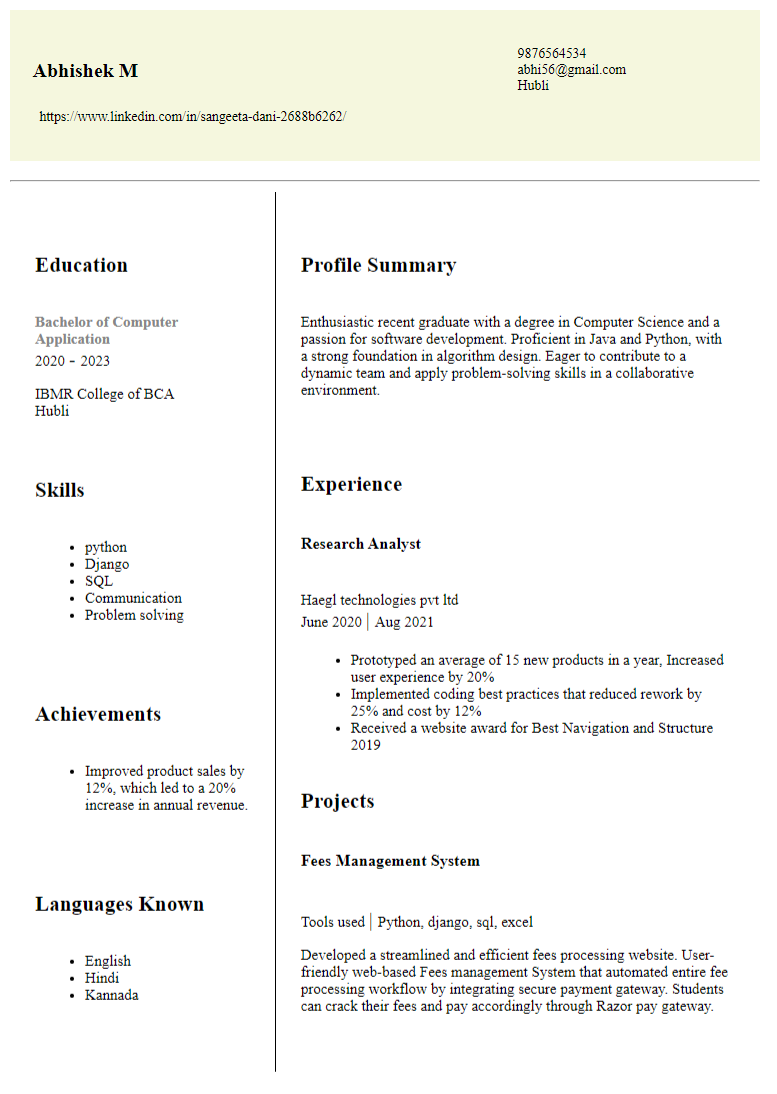 Abhishek M
9876564534
abhi56@gmail.com
Hubli
https://www.linkedin.com/in/sangeeta-dani-2688b6262/
Education
Bachelor of Computer
Application
2020 - 2023
IBMR College of BCA
Hubli
Skills
• python
• Django
• SQL
• Communication
• Problem solving
Achievements
• Improved product sales by
12%, which led to a 20%
increase in annual revenue.
Languages Known
• English
• Hindi
• Kannada
Profile Summary
Enthusiastic recent graduate with a degree in Computer Science and a
passion for software development. Proficient in Java and Python, with
a strong foundation in algorithm design. Eager to contribute to a
dynamic team and apply problem-solving skills in a collaborative
environment.
Experience
Research Analyst
Haegl technologies pvt ltd
June 2020 | Aug 2021
• Prototyped an average of 15 new products in a year, Increased
user experience by 20%
• Implemented coding best practices that reduced rework by
25% and cost by 12%
• Received a website award for Best Navigation and Structure
2019
Projects
Fees Management System
Tools used | Python, django, sql, excel
Developed a streamlined and efficient fees processing website. User-
friendly web-based Fees management System that automated entire fee
processing workflow by integrating secure payment gateway. Students
can crack their fees and pay accordingly through Razor pay gateway.